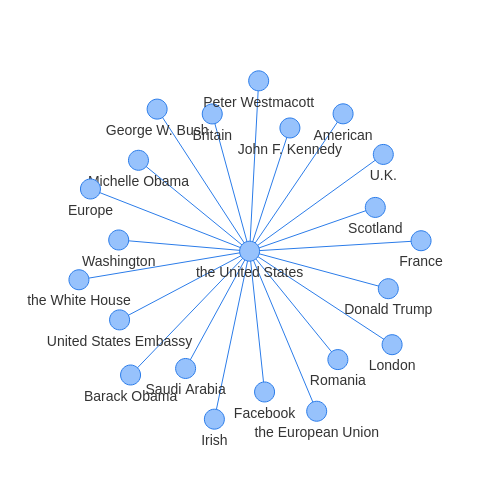 Peter Westmacott
George W. Bush
Britain
American
John F. Kennedy
U.K.
Michelle Obama
Europe
Scotland
Washington
France
the United States
the White House
Donald Trump
United States Embassy
London
Romania
Saudi Arabia
Barack Obama
Facebook
the European Union
Irish